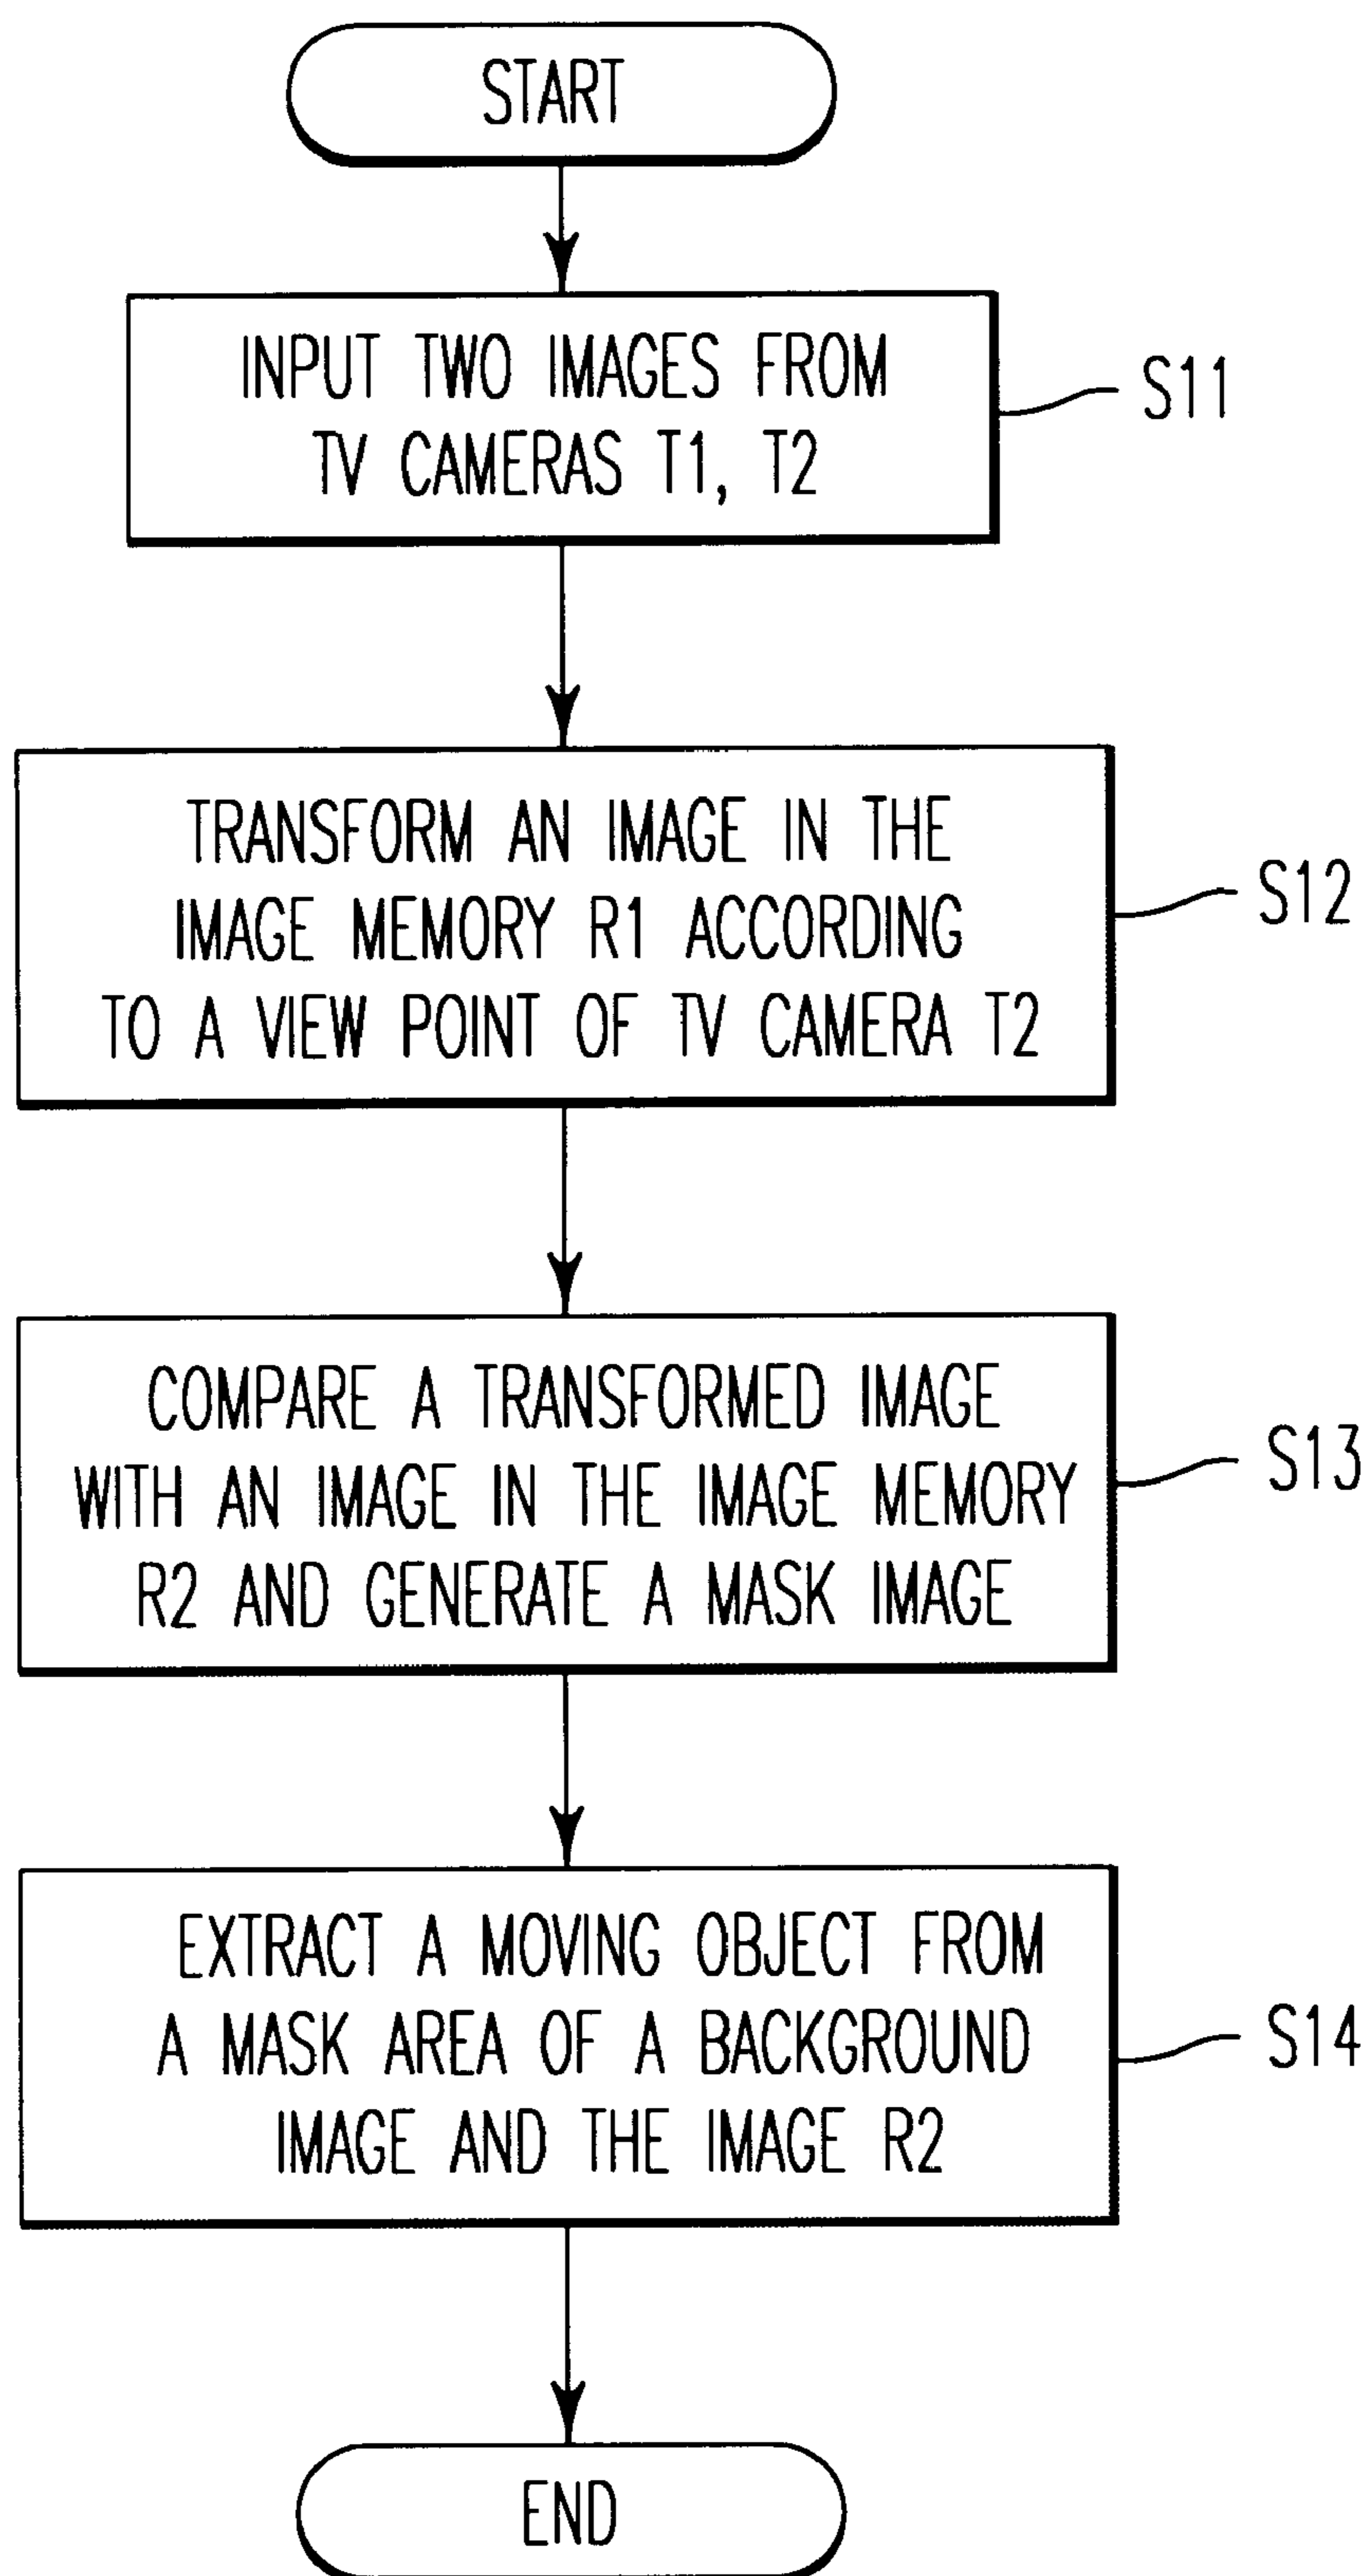 START
INPUT TWO IMAGES FROM
TV CAMERAS T1, T2
S11
TRANSFORM AN IMAGE IN THE
IMAGE MEMORY R1 ACCORDING
TO A VIEW POINT OF TV CAMERA T2
S12
COMPARE A TRANSFORMED IMAGE
WITH AN IMAGE IN THE IMAGE MEMORY
R2 AND GENERATE A MASK IMAGE
S13
EXTRACT A MOVING OBJECT FROM
A MASK AREA OF A BACKGROUND
IMAGE AND THE IMAGE R2
S14
END